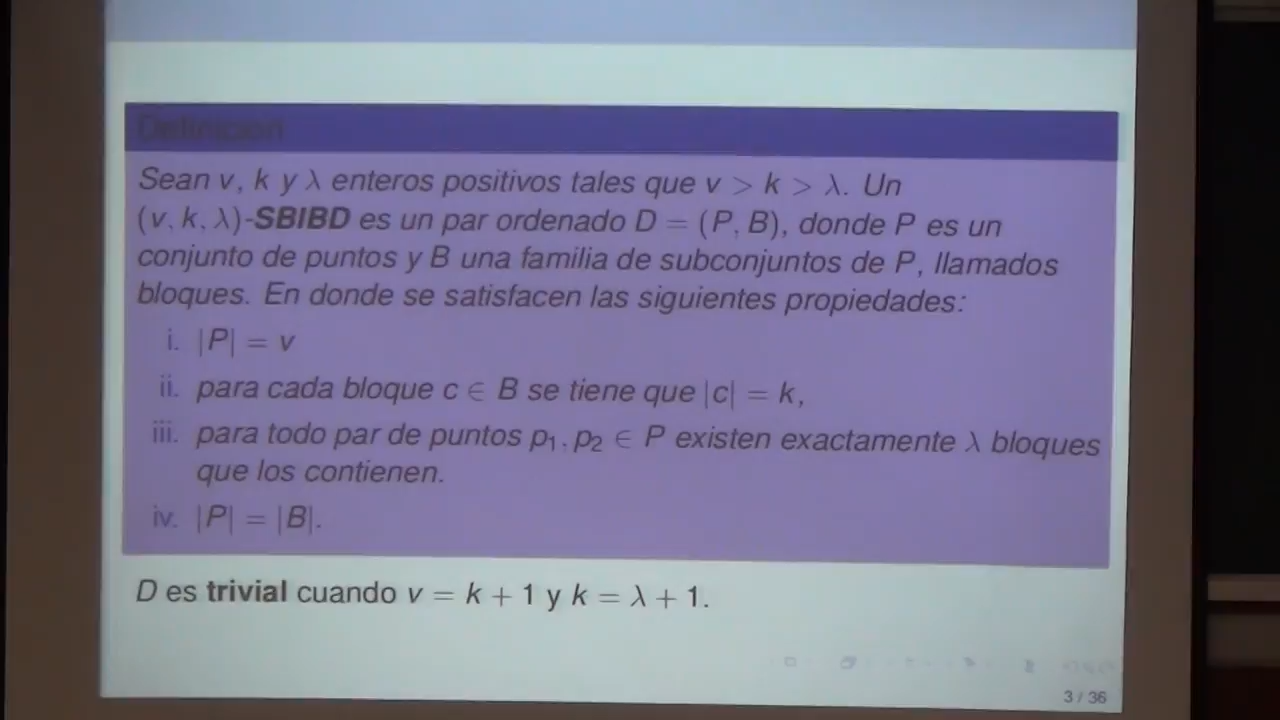 Definición
Sean v, k y λ enteros positivos tales que v > k > λ. Un
(v, k, λ)-SBIBD es un par ordenado D = (P, B), donde P es un
conjunto de puntos y B una familia de subconjuntos de P, llamados
bloques. En donde se satisfacen las siguientes propiedades:
i. |P| = v
ii. para cada bloque c ∈ B se tiene que |c| = k,
iii. para todo par de puntos p₁, p₂ ∈ P existen exactamente λ bloques
que los contienen.
iv. |P| = |B|.
D es trivial cuando v = k + 1 y k = λ + 1.
3 / 36